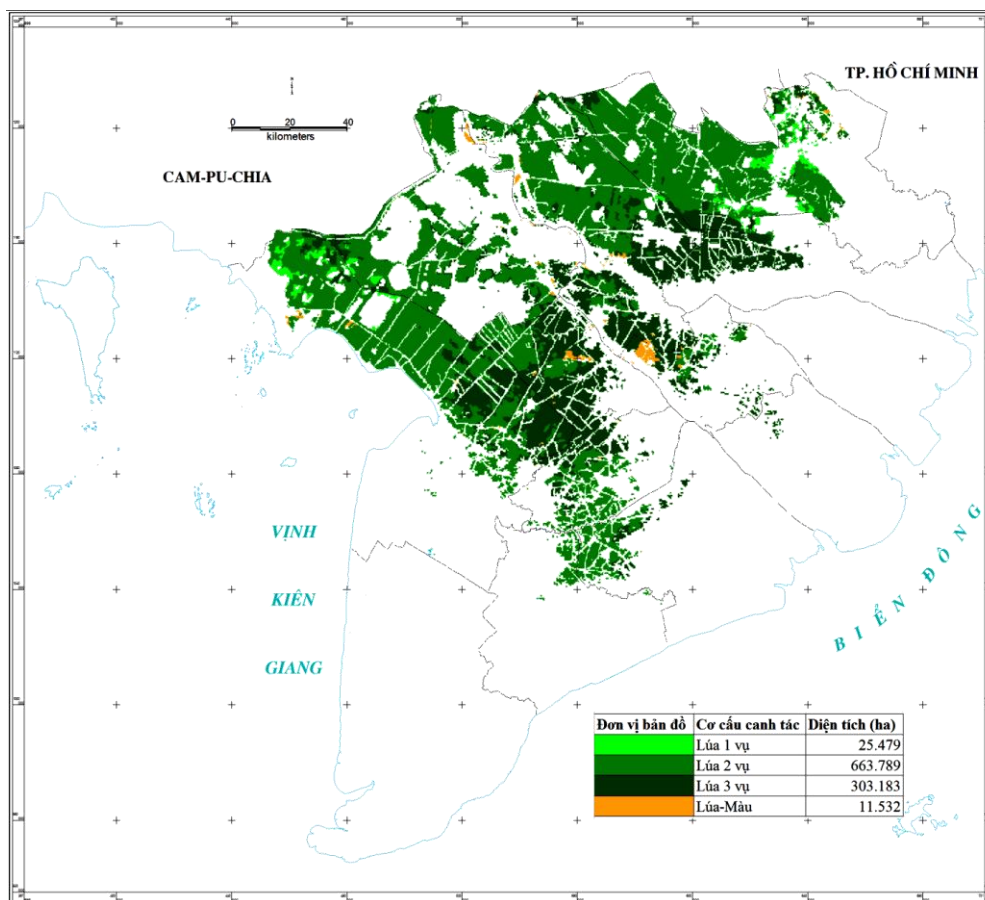 TP. HỒ CHÍ MINH
0 20 40
kilometers
CAM-PU-CHIA
VỊNH
KIÊN
GIANG
BIỂN ĐÔNG
Đơn vị bản đồ Cơ cấu canh tác Diện tích (ha)
Lúa 1 vụ 25.479
Lúa 2 vụ 663.789
Lúa 3 vụ 303.183
Lúa-Màu 11.532